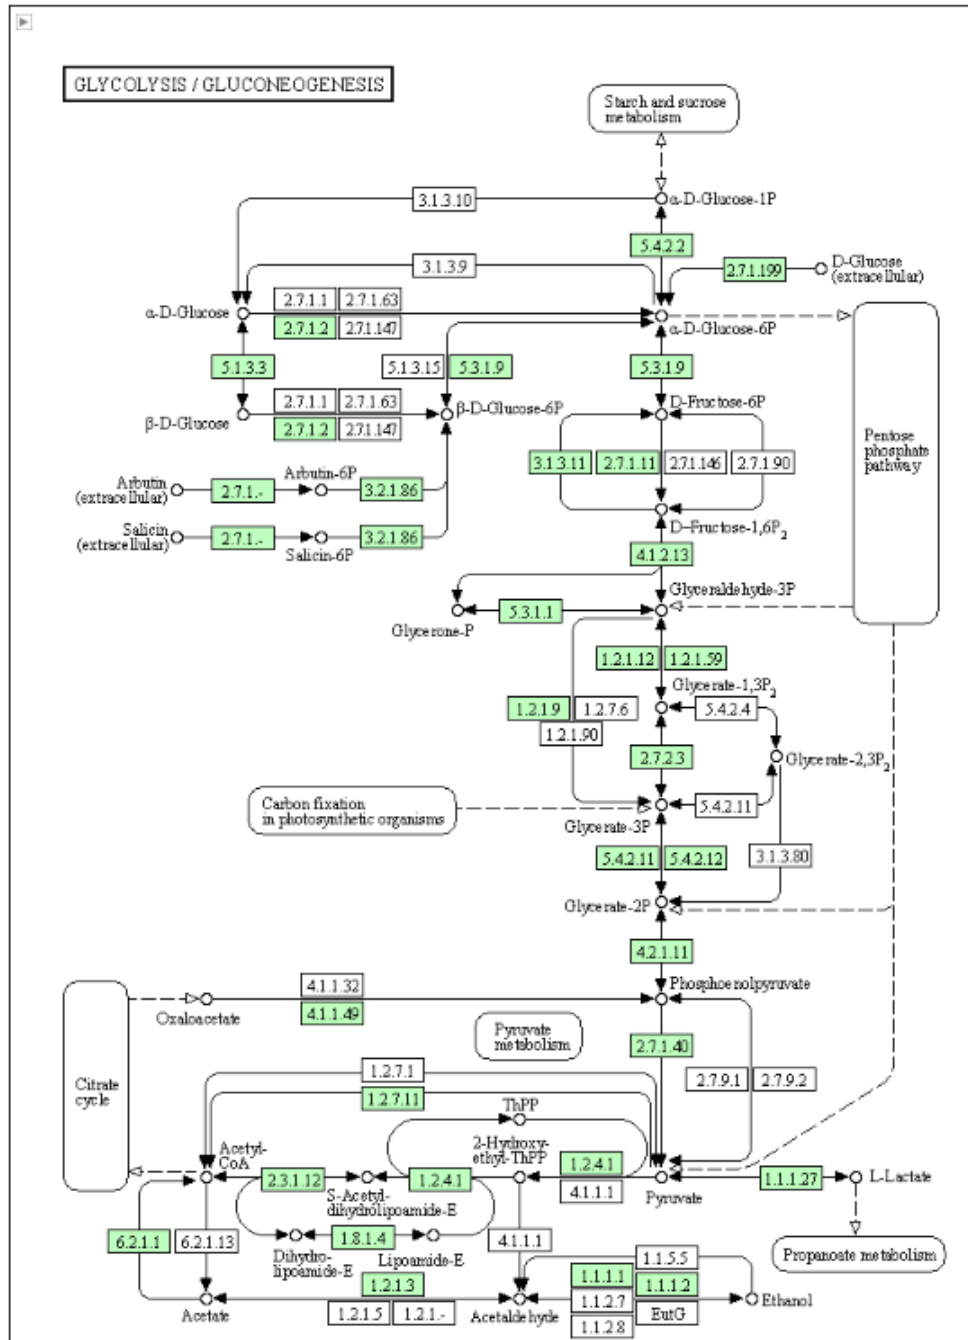 GLYCOLYSIS / GLUCONEOGENESIS
Starch and sucrose
metabolism
3.1.3.10
α-D-Glucose-1P
5.4.2.2
3.1.3.9
2.7.1.199
D-Glucose
(extracellular)
2.7.1.1
2.7.1.63
α-D-Glucose
2.7.1.2
2.7.1.147
α-D-Glucose-6P
5.1.3.3
5.1.3.15
5.3.1.9
5.3.1.9
2.7.1.1
2.7.1.63
β-D-Glucose
2.7.1.2
2.7.1.147
β-D-Glucose-6P
D-Fructose-6P
Pentose
phosphate
pathway
3.1.3.11
2.7.1.11
2.7.1.146
2.7.1.90
Arbutin
(extracellular)
2.7.1.-
Arbutin-6P
3.2.1.86
Salicin
(extracellular)
2.7.1.-
Salicin-6P
3.2.1.86
D-Fructose-1,6P2
4.1.2.13
Glyceraldehyde-3P
Glycerone-P
5.3.1.1
1.2.1.12
1.2.1.59
Glycerate-1,3P2
1.2.1.9
1.2.7.6
1.2.1.90
5.4.2.4
2.7.2.3
Glycerate-2,3P2
Carbon fixation
in photosynthetic organisms
5.4.2.11
Glycerate-3P
5.4.2.11
5.4.2.12
3.1.3.80
Glycerate-2P
4.2.1.11
4.1.1.32
Oxaloacetate
4.1.1.49
Phosphoenolpyruvate
Pyruvate
metabolism
2.7.1.40
Citrate
cycle
1.2.7.1
2.7.9.1
2.7.9.2
1.2.7.11
ThPP
Acetyl-
CoA
2-Hydroxy-
ethyl-ThPP
2.3.1.12
S-Acetyl-
dihydrolipoamide-E
1.2.4.1
1.2.4.1
4.1.1.1
Pyruvate
1.1.1.27
L-Lactate
6.2.1.1
6.2.1.13
Dihydro-
lipoamide-E
1.8.1.4
Lipoamide-E
4.1.1.1
Propanoate metabolism
1.1.5.5
1.2.1.3
1.1.1.1
1.1.1.2
Acetate
1.2.1.5
1.2.1.-
Acetaldehyde
1.1.2.7
EutG
Ethanol
1.1.2.8